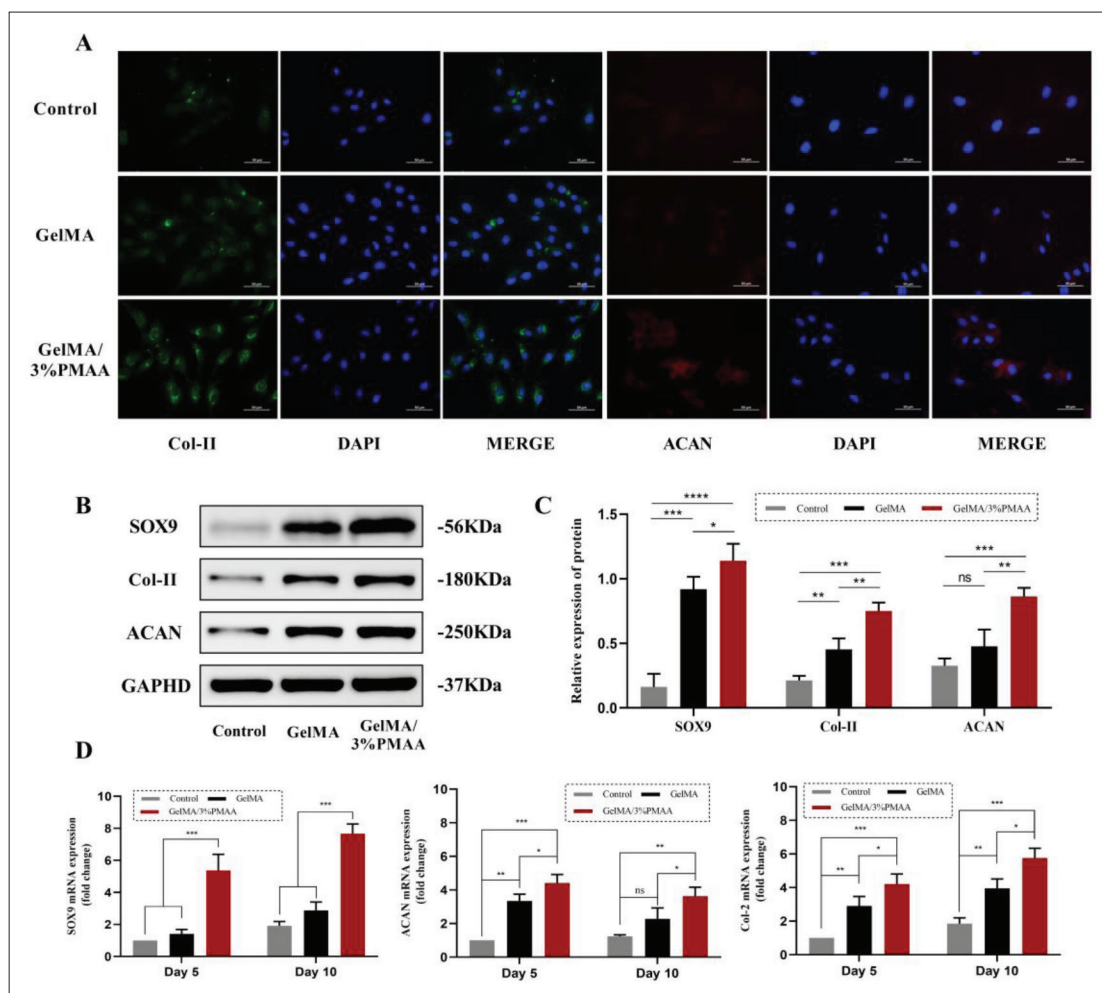 A
Control
GelMA
GelMA/
3%PMAA
Col-II DAPI MERGE ACAN DAPI MERGE
B
SOX9 -56KDa
Col-II -180KDa
ACAN -250KDa
GAPHD -37KDa
Control GelMA GelMA/
3%PMAA
C
Control GelMA GelMA/3%PMAA
Relative expression of protein
1.5
1.0
0.5
0.0
**** *** *
*** ** **
*** ns **
SOX9 Col-II ACAN
D
Control GelMA
GelMA/3%PMAA
SOX9 mRNA expression
(fold change)
8
6
4
2
0
*** ***
Day 5 Day 10
Control GelMA
GelMA/3%PMAA
ACAN mRNA expression
(fold change)
8
6
4
2
0
*** ** *
** ns *
Day 5 Day 10
Control GelMA
GelMA/3%PMAA
Col-2 mRNA expression
(fold change)
8
6
4
2
0
*** ** *
*** ** *
Day 5 Day 10